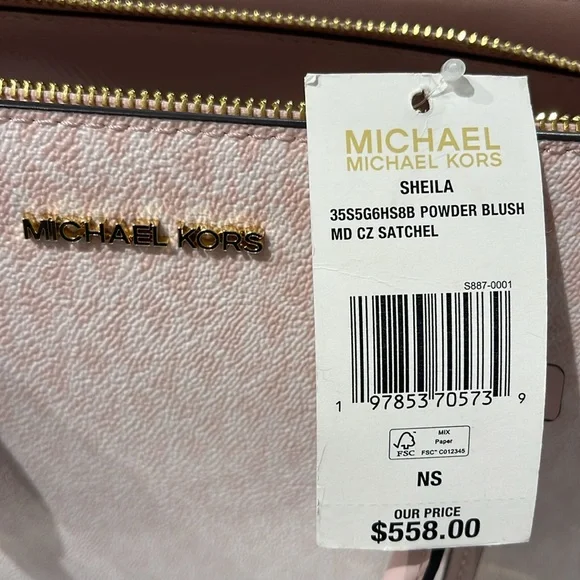 MICHAEL KORS
MICHAEL
MICHAEL KORS
SHEILA
35S5G6HS8B POWDER BLUSH
MD CZ SATCHEL
S887-0001
1 97853 70573 9
FSC
MIX
Paper
FSC™ C012345
NS
OUR PRICE
$558.00